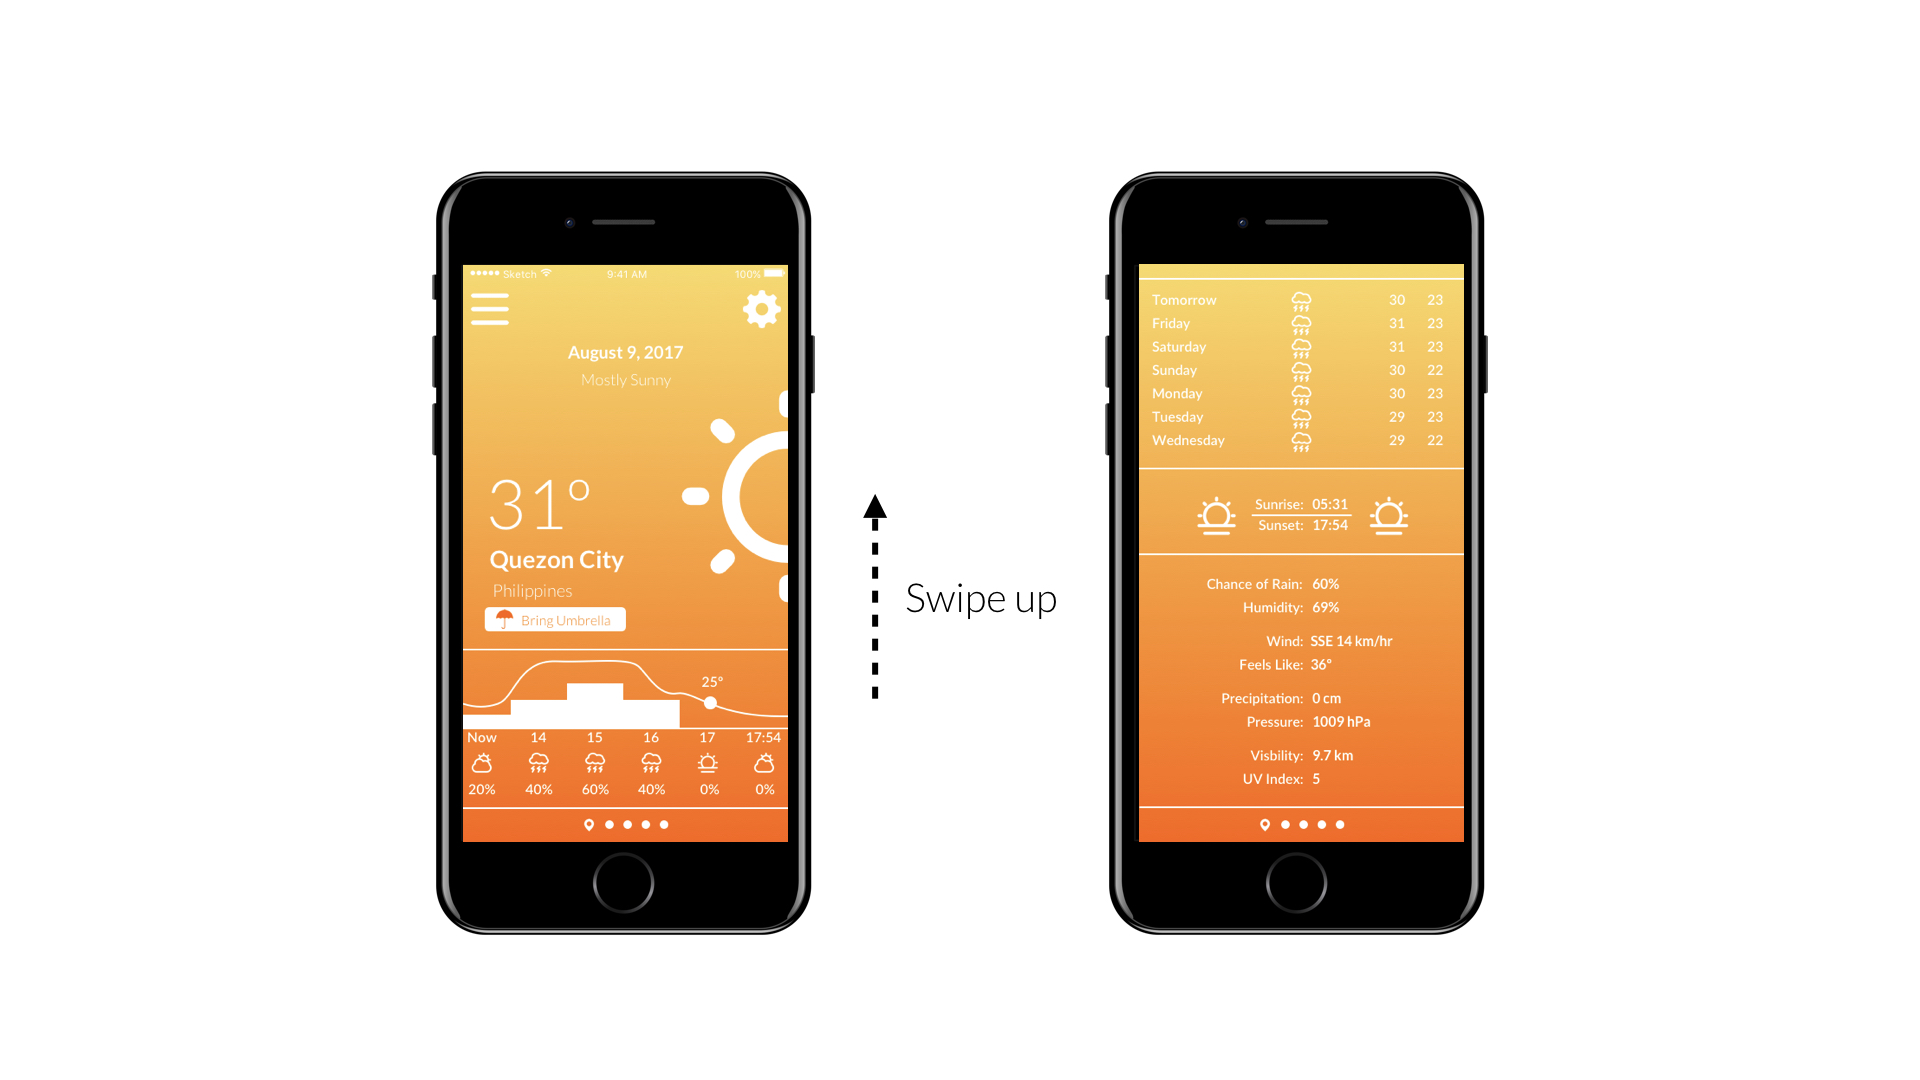 Sketch 9:41 AM 100%
August 9, 2017
Mostly Sunny
31°
Quezon City
Philippines
Bring Umbrella
25°
Now 14 15 16 17 17:54
20% 40% 60% 40% 0% 0%
Swipe up
Tomorrow 30 23
Friday 31 23
Saturday 31 23
Sunday 30 22
Monday 30 23
Tuesday 29 23
Wednesday 29 22
Sunrise: 05:31
Sunset: 17:54
Chance of Rain: 60%
Humidity: 69%
Wind: SSE 14 km/hr
Feels Like: 36°
Precipitation: 0 cm
Pressure: 1009 hPa
Visbility: 9.7 km
UV Index: 5